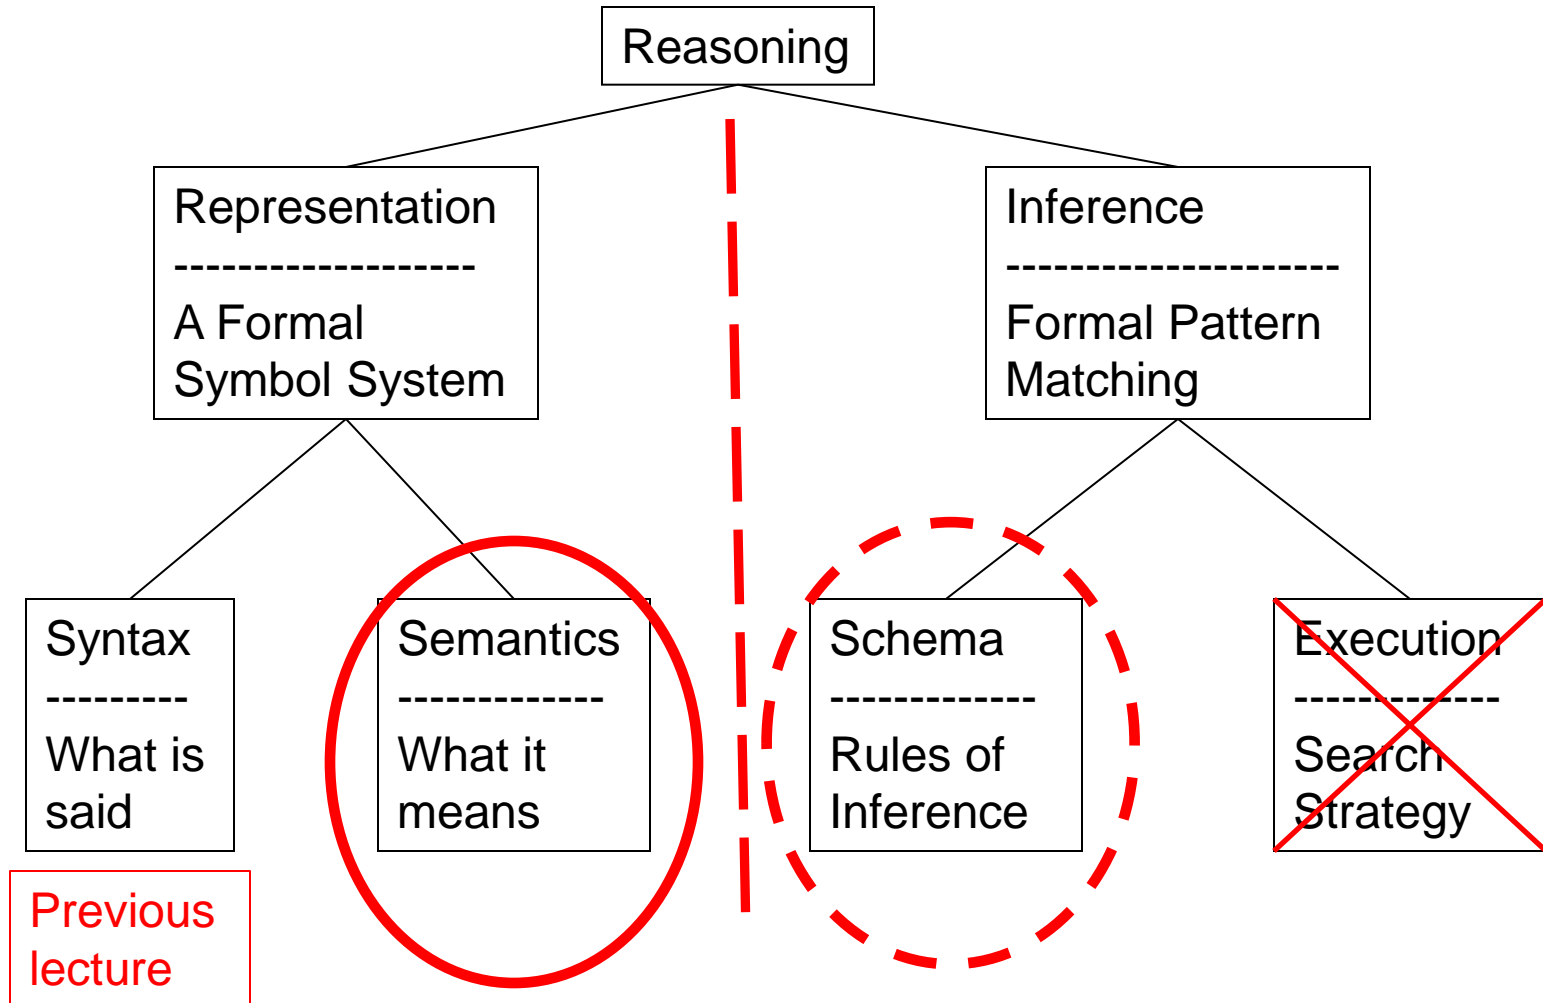 Reasoning
Representation
-------------------
A Formal
Symbol System
Inference
---------------------
Formal Pattern
Matching
Syntax
---------
What is
said
Semantics
-------------
What it
means
Schema
-------------
Rules of
Inference
Execution
-------------
Search
Strategy
Previous
lecture